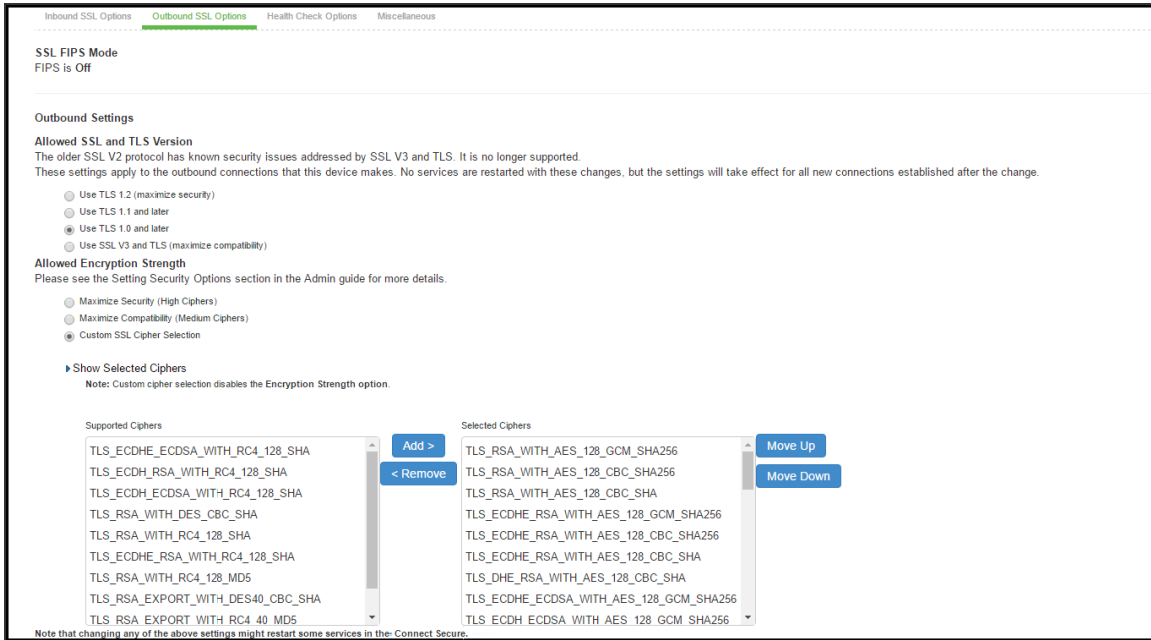 Inbound SSL Options Outbound SSL Options Health Check Options Miscellaneous
SSL FIPS Mode
FIPS is Off
Outbound Settings
Allowed SSL and TLS Version
The older SSL V2 protocol has known security issues addressed by SSL V3 and TLS. It is no longer supported.
These settings apply to the outbound connections that this device makes. No services are restarted with these changes, but the settings will take effect for all new connections established after the change.
Use TLS 1.2 (maximize security)
Use TLS 1.1 and later
Use TLS 1.0 and later
Use SSL V3 and TLS (maximize compatibility)
Allowed Encryption Strength
Please see the Setting Security Options section in the Admin guide for more details.
Maximize Security (High Ciphers)
Maximize Compatibility (Medium Ciphers)
Custom SSL Cipher Selection
Show Selected Ciphers
Note: Custom cipher selection disables the Encryption Strength option.
Supported Ciphers
TLS_ECDHE_ECDSA_WITH_RC4_128_SHA
TLS_ECDH_RSA_WITH_RC4_128_SHA
TLS_ECDH_ECDSA_WITH_RC4_128_SHA
TLS_RSA_WITH_DES_CBC_SHA
TLS_RSA_WITH_RC4_128_SHA
TLS_ECDHE_RSA_WITH_RC4_128_SHA
TLS_RSA_WITH_RC4_128_MD5
TLS_RSA_EXPORT_WITH_DES40_CBC_SHA
TLS_RSA_EXPORT_WITH_RC4_40_MD5
Add >
< Remove
Selected Ciphers
TLS_RSA_WITH_AES_128_GCM_SHA256
TLS_RSA_WITH_AES_128_CBC_SHA256
TLS_RSA_WITH_AES_128_CBC_SHA
TLS_ECDHE_RSA_WITH_AES_128_GCM_SHA256
TLS_ECDHE_RSA_WITH_AES_128_CBC_SHA256
TLS_ECDHE_RSA_WITH_AES_128_CBC_SHA
TLS_DHE_RSA_WITH_AES_128_CBC_SHA
TLS_ECDHE_ECDSA_WITH_AES_128_GCM_SHA256
TLS_ECDH_ECDSA_WITH_AES_128_GCM_SHA256
Move Up
Move Down
Note that changing any of the above settings might restart some services in the Connect Secure.